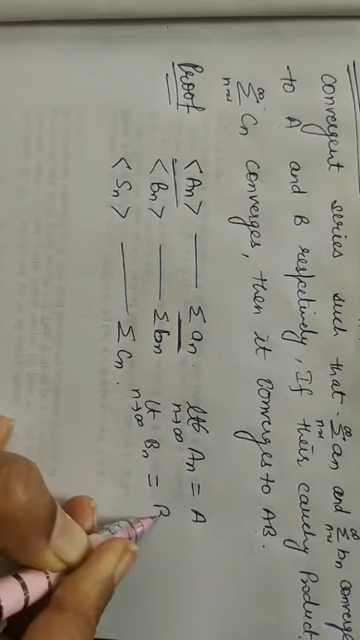 convergent series such that ∞∑n=1 an and ∞∑n=1 bn converge
to A and B respetively, If their cauchy Product
∞∑n=1 Cn converges, then it converges to AB.
Proof <An> — ∑an. lt n→∞ An = A
<Bn> — ∑bn lt n→∞ Bn = B
<Sn> — ∑Cn.